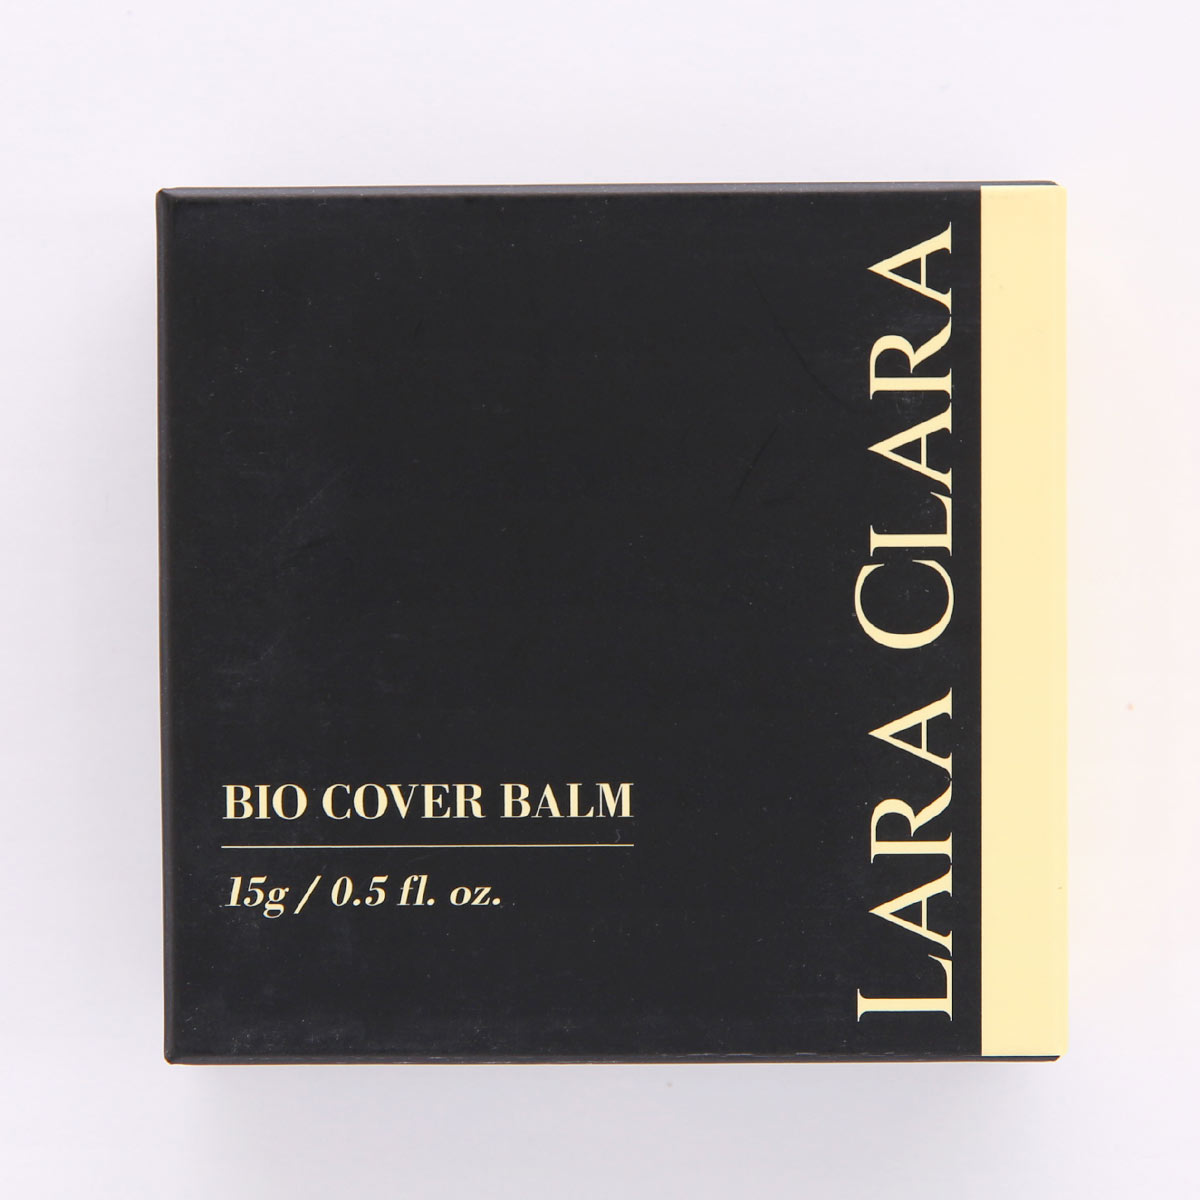 BIO COVER BALM
15g / 0.5 fl. oz.
LARA CLARA